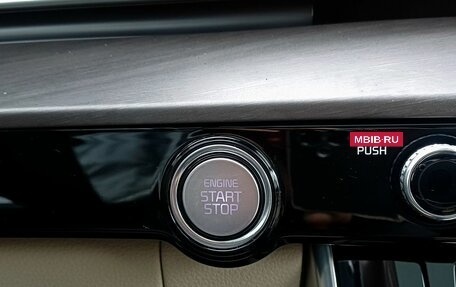 MBIB·RU
PUSH
ENGINE
START
STOP